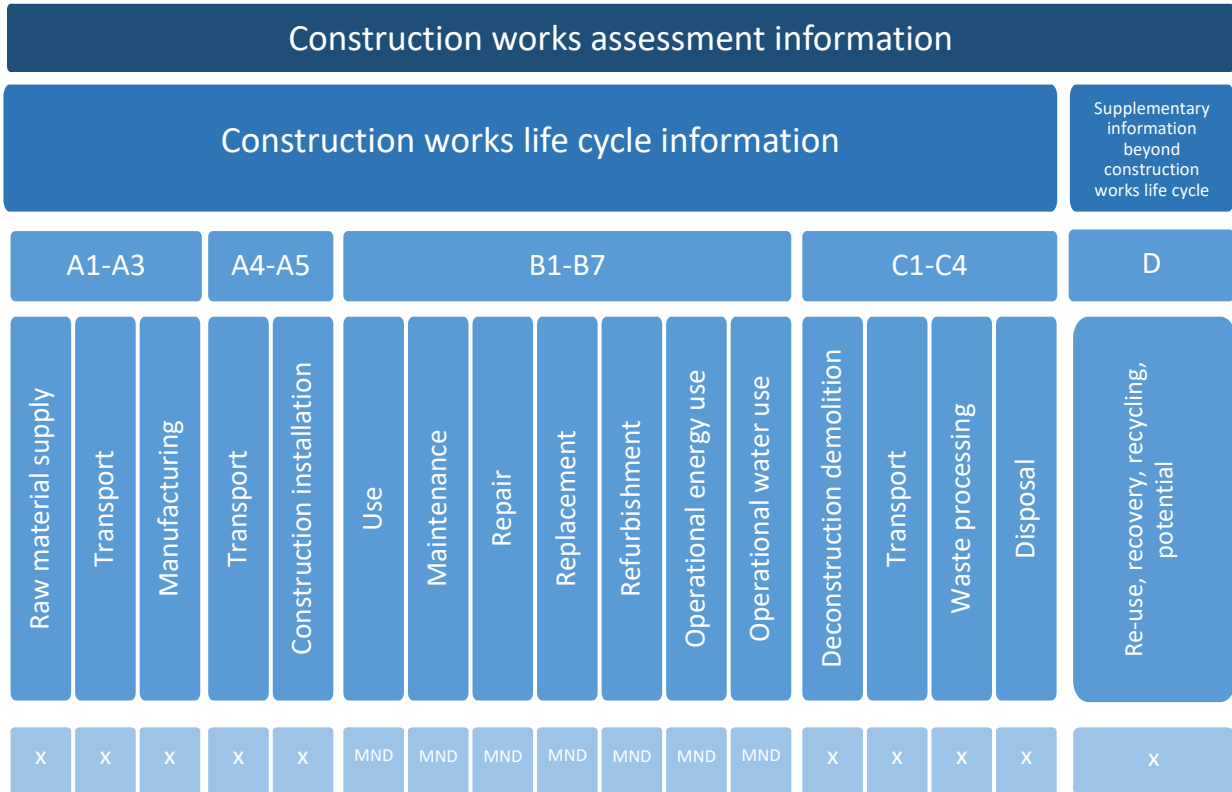 Construction works assessment information
Construction works life cycle information
Supplementary
information
beyond
construction
works life cycle
A1-A3
A4-A5
B1-B7
C1-C4
D
Raw material supply
Transport
Manufacturing
Transport
Construction installation
Use
Maintenance
Repair
Replacement
Refurbishment
Operational energy use
Operational water use
Deconstruction demolition
Transport
Waste processing
Disposal
Re-use, recovery, recycling,
potential
x
x
x
x
x
MND
MND
MND
MND
MND
MND
MND
x
x
x
x
x